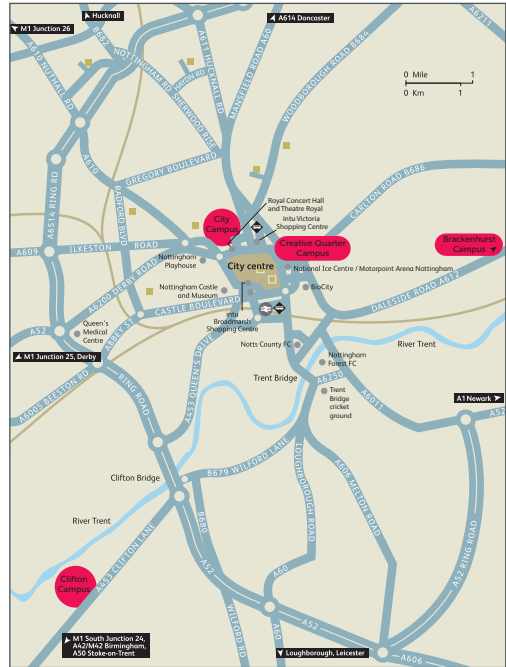 Hucknall
M1 Junction 26
A614 Doncaster
A6211
B682
A610 NUTHALL RD
NOTTINGHAM RD
HAYDN RD
A611 HUCKNALL RD
MANSFIELD ROAD A60
WOODBOROUGH ROAD B684
SHERWOOD RISE
0 Mile 1
0 Km 1
A610
GREGORY BOULEVARD
A6514 RING RD
RADFORD BLVD
CARLTON ROAD B686
Royal Concert Hall
and Theatre Royal
intu Victoria
Shopping Centre
City
Campus
Creative Quarter
Campus
Brackenhurst
Campus
A609
ILKESTON ROAD
Nottingham
Playhouse
City centre
National Ice Centre / Motorpoint Arena Nottingham
A6200 DERBY ROAD
Nottingham Castle
and Museum
BioCity
DALESIDE ROAD A612
CASTLE BOULEVARD
intu
Broadmarsh
Shopping Centre
A52
Queen's
Medical
Centre
ABBEY ST
M1 Junction 25, Derby
Notts County FC
River Trent
Nottingham
Forest FC
Trent Bridge
A6250
A6011
Trent
Bridge
cricket
ground
A1 Newark
A52
A6005 BEESTON RD
RING ROAD
A453 QUEEN'S DRIVE
B679 WILFORD LANE
Clifton Bridge
LOUGHBOROUGH ROAD
A606 MELTON ROAD
River Trent
A453 CLIFTON LANE
B680
A52
A52 RING ROAD
Clifton
Campus
A60
WILFORD RD
A52
A60
M1 South Junction 24,
A42/M42 Birmingham,
A50 Stoke-on-Trent
Loughborough, Leicester
A606